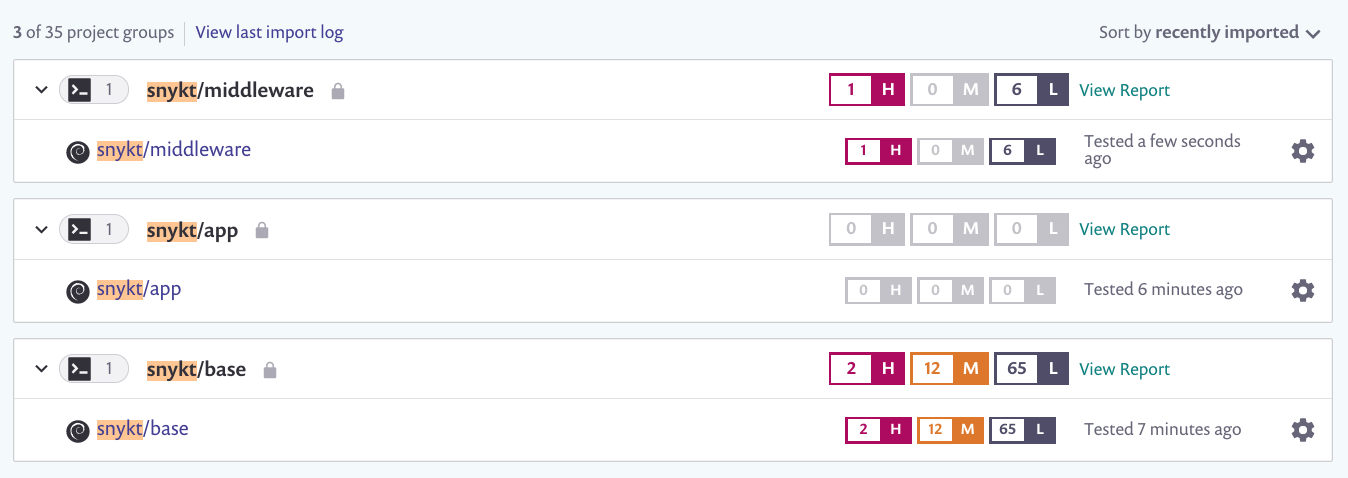 3 of 35 project groups View last import log Sort by recently imported
1 snykt/middleware 1 H 0 M 6 L View Report
snykt/middleware 1 H 0 M 6 L Tested a few seconds
ago
1 snykt/app 0 H 0 M 0 L View Report
snykt/app 0 H 0 M 0 L Tested 6 minutes ago
1 snykt/base 2 H 12 M 65 L View Report
snykt/base 2 H 12 M 65 L Tested 7 minutes ago